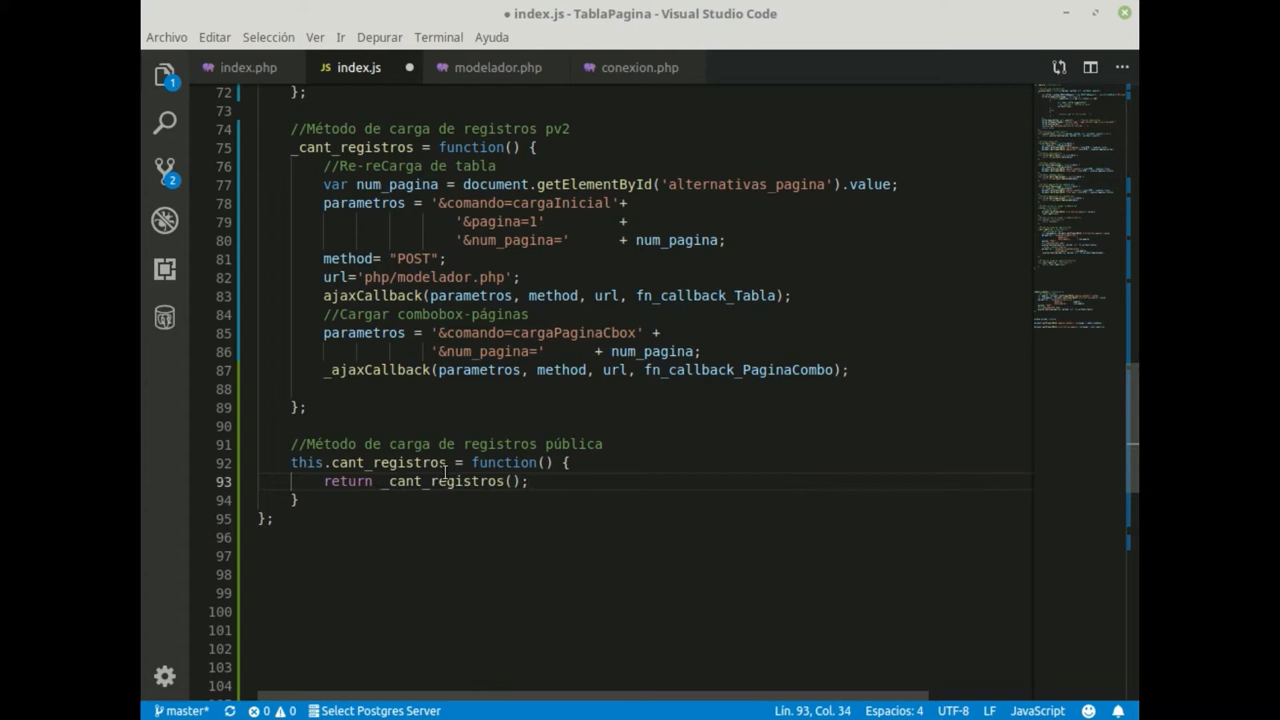 ● index.js - TablaPagina - Visual Studio Code
Archivo Editar Selección Ver Ir Depurar Terminal Ayuda
index.php JS index.js modelador.php conexion.php
72 };
73
74 //Método de carga de registros pv2
75 _cant_registros = function() {
76 //Re-reCarga de tabla
77 var num_pagina = document.getElementById('alternativas_pagina').value;
78 parametros = '&comando=cargaInicial'+
79 '&pagina=1' +
80 '&num_pagina=' + num_pagina;
81 method= "POST";
82 url='php/modelador.php';
83 ajaxCallback(parametros, method, url, fn_callback_Tabla);
84 //Cargar combobox-páginas
85 parametros = '&comando=cargaPaginaCbox' +
86 '&num_pagina=' + num_pagina;
87 _ajaxCallback(parametros, method, url, fn_callback_PaginaCombo);
88
89 };
90
91 //Método de carga de registros pública
92 this.cant_registros = function() {
93 return _cant_registros();
94 }
95 };
96
97
98
99
100
101
102
103
104
1
2
master* 0 0 Select Postgres Server Lín. 93, Col. 34 Espacios: 4 UTF-8 LF JavaScript